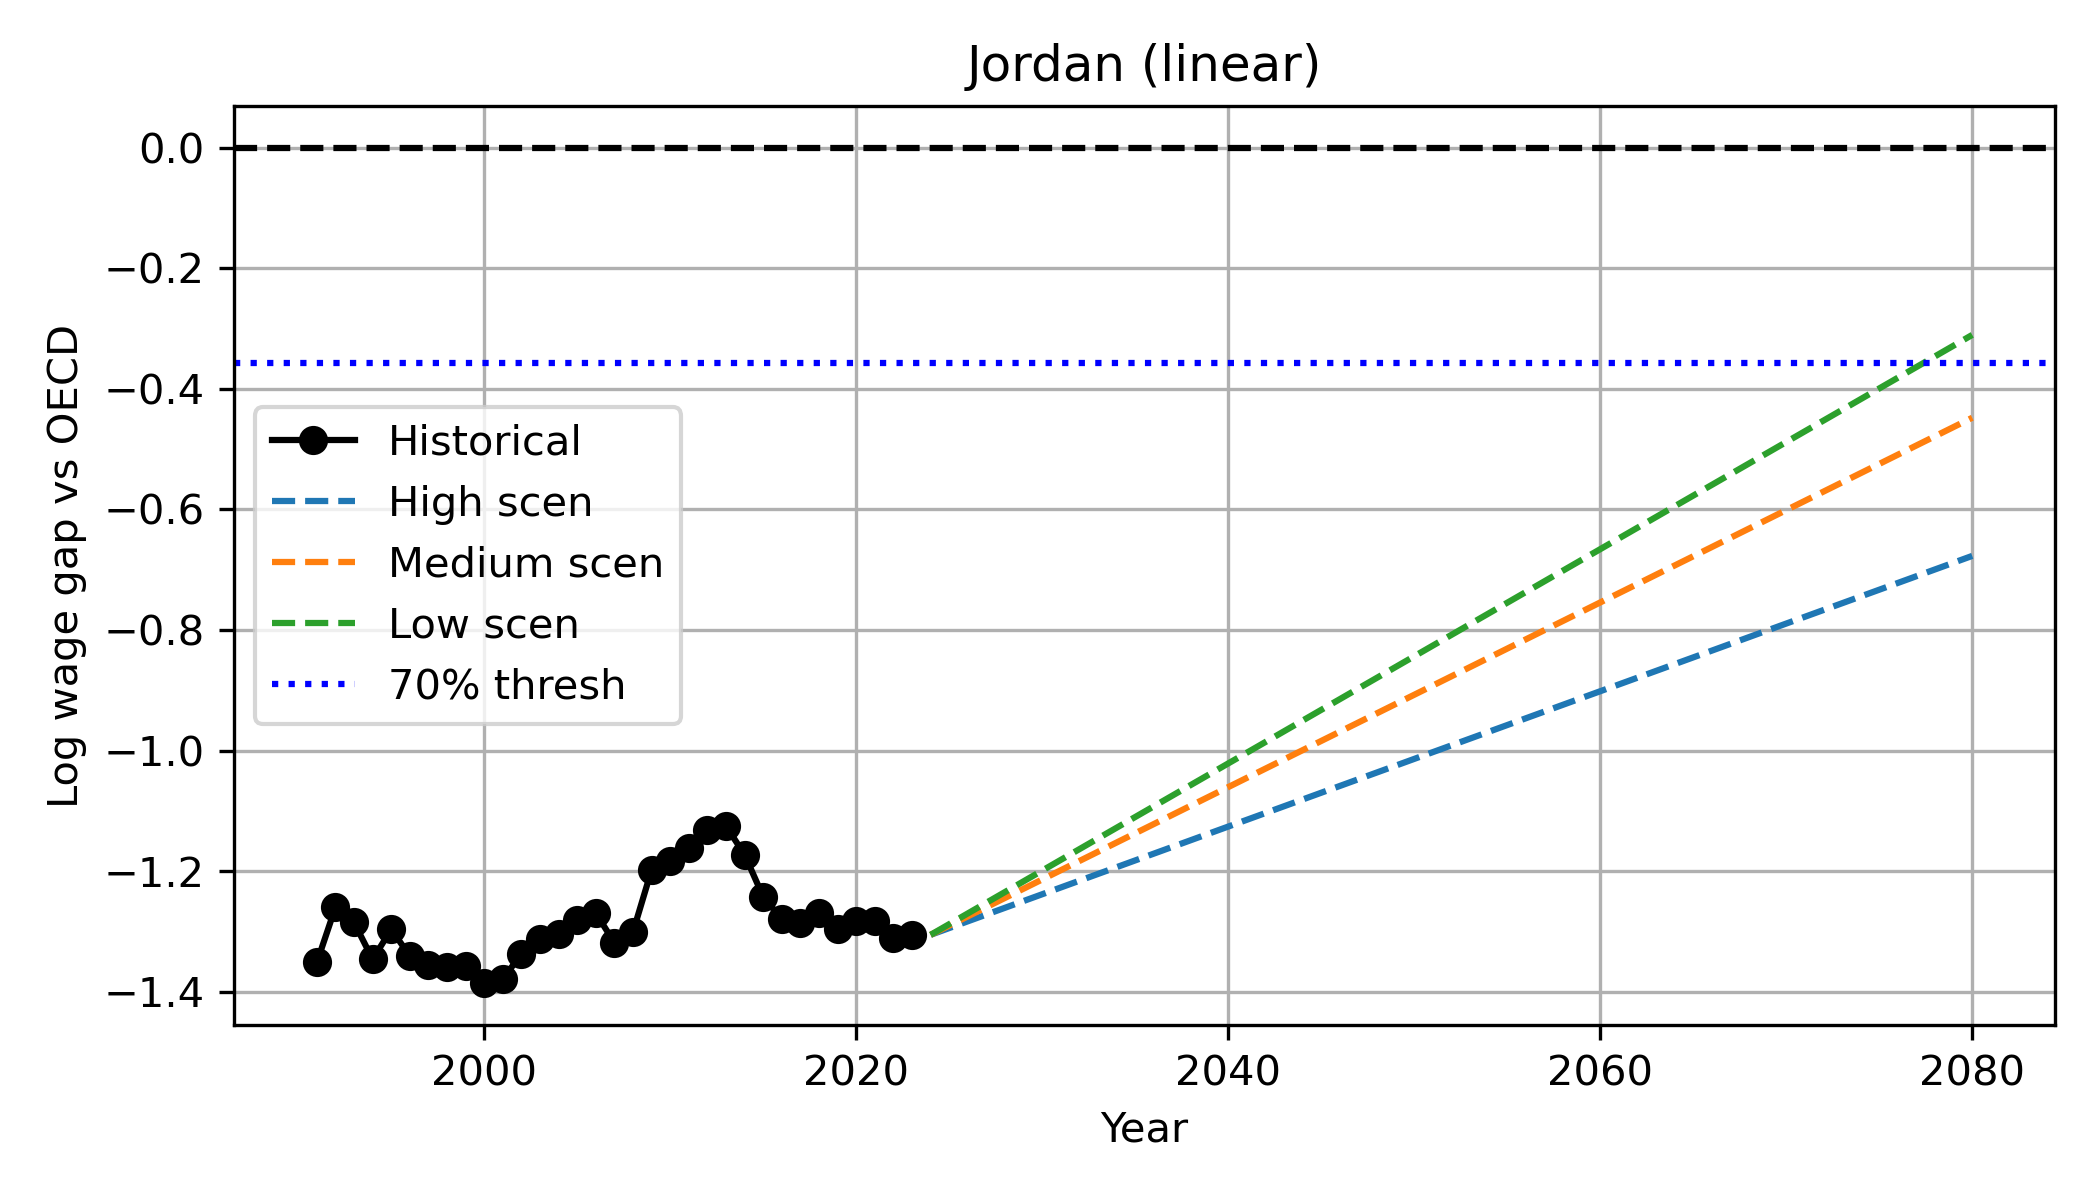 Jordan (linear)
Log wage gap vs OECD
0.0
−0.2
−0.4
−0.6
−0.8
−1.0
−1.2
−1.4
Historical
High scen
Medium scen
Low scen
70% thresh
2000
2020
2040
2060
2080
Year